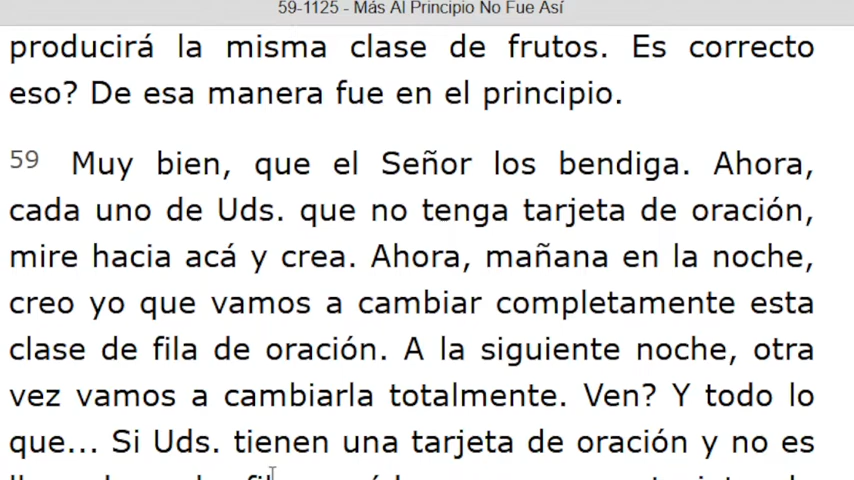 59-1125 - Más Al Principio No Fue Así
producirá la misma clase de frutos. Es correcto
eso? De esa manera fue en el principio.
59 Muy bien, que el Señor los bendiga. Ahora,
cada uno de Uds. que no tenga tarjeta de oración,
mire hacia acá y crea. Ahora, mañana en la noche,
creo yo que vamos a cambiar completamente esta
clase de fila de oración. A la siguiente noche, otra
vez vamos a cambiarla totalmente. Ven? Y todo lo
que... Si Uds. tienen una tarjeta de oración y no es